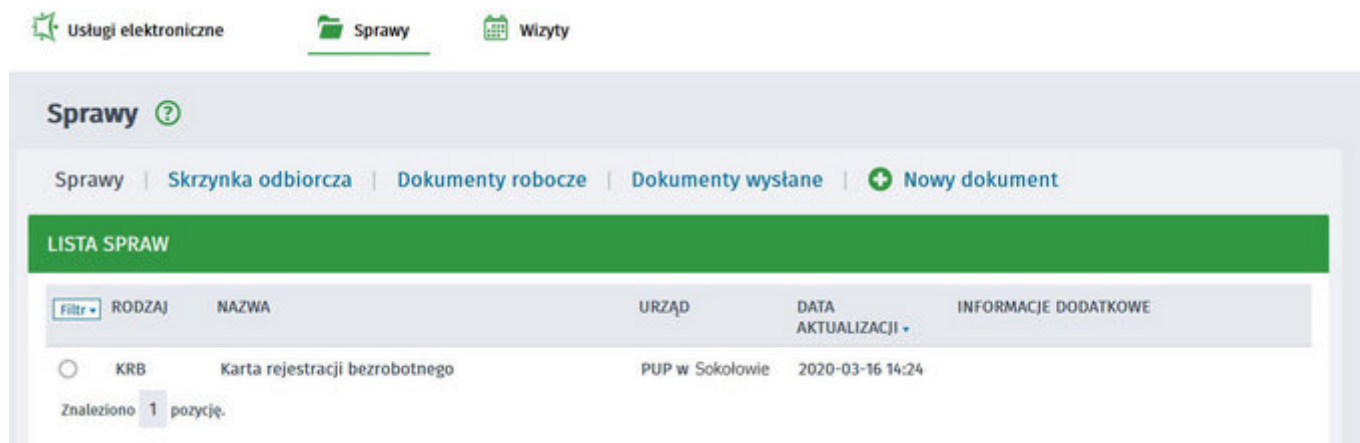 Usługi elektroniczne Sprawy Wizyty
Sprawy ?
Sprawy | Skrzynka odbiorcza | Dokumenty robocze | Dokumenty wysłane | Nowy dokument
LISTA SPRAW
Filtr RODZAJ NAZWA URZĄD DATA AKTUALIZACJI INFORMACJE DODATKOWE
KRB Karta rejestracji bezrobotnego PUP w Sokołowie 2020-03-16 14:24
Znaleziono 1 pozycję.